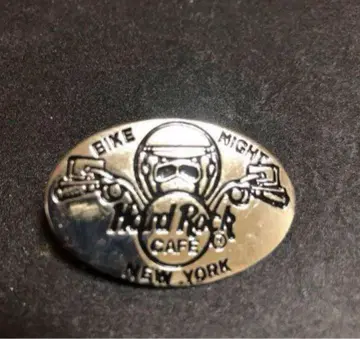 BIKE NIGHT
Hard Rock
CAFE ®
NEW YORK